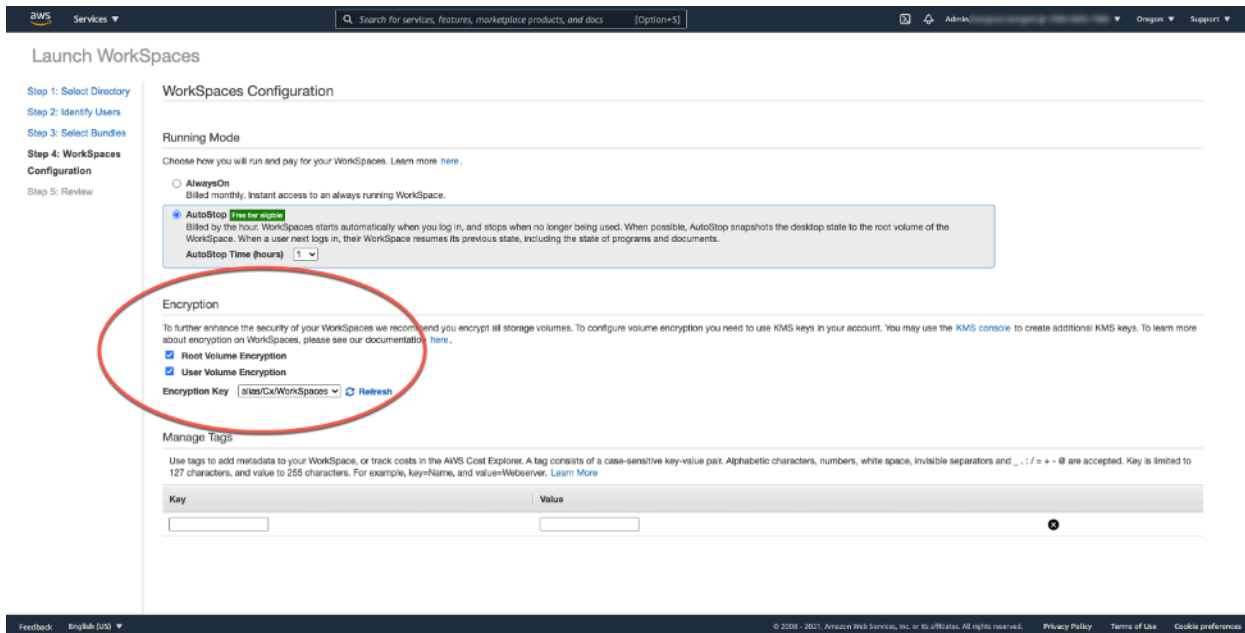 aws Services ▼ Search for services, features, marketplace products, and docs [Option+S] Admin Oregon ▼ Support ▼
Launch WorkSpaces
Step 1: Select Directory
Step 2: Identify Users
Step 3: Select Bundles
Step 4: WorkSpaces
Configuration
Step 5: Review
WorkSpaces Configuration
Running Mode
Choose how you will run and pay for your WorkSpaces. Learn more here.
AlwaysOn
Billed monthly. Instant access to an always running WorkSpace.
AutoStop Free tier eligible
Billed by the hour. WorkSpaces starts automatically when you log in, and stops when no longer being used. When possible, AutoStop snapshots the desktop state to the root volume of the
WorkSpace. When a user next logs in, their WorkSpace resumes its previous state, including the state of programs and documents.
AutoStop Time (hours) 1
Encryption
To further enhance the security of your WorkSpaces we recommend you encrypt all storage volumes. To configure volume encryption you need to use KMS keys in your account. You may use the KMS console to create additional KMS keys. To learn more
about encryption on WorkSpaces, please see our documentation here.
Root Volume Encryption
User Volume Encryption
Encryption Key alias/Cx/WorkSpaces Refresh
Manage Tags
Use tags to add metadata to your WorkSpace, or track costs in the AWS Cost Explorer. A tag consists of a case-sensitive key-value pair. Alphabetic characters, numbers, white space, invisible separators and _ . : / = + - @ are accepted. Key is limited to
127 characters, and value to 255 characters. For example, key=Name, and value=Webserver. Learn More
Key Value
Feedback English (US) ▼ © 2008 - 2021, Amazon Web Services, Inc. or its affiliates. All rights reserved. Privacy Policy Terms of Use Cookie preferences